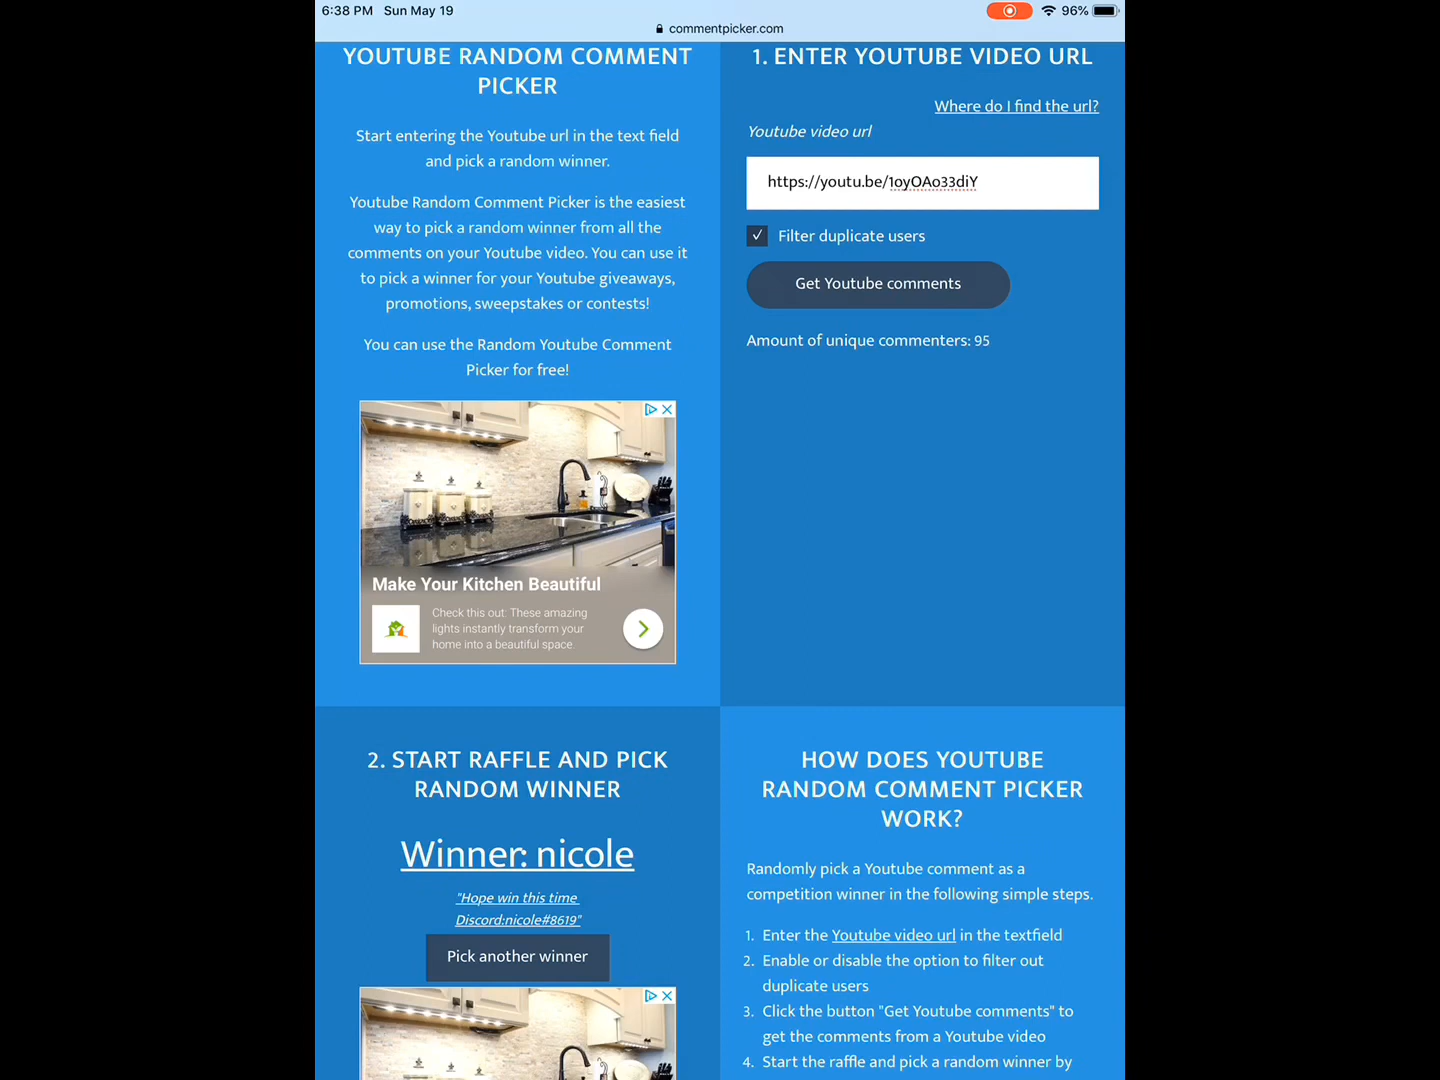 6:38 PM Sun May 19
96%
commentpicker.com
YOUTUBE RANDOM COMMENT
PICKER
Start entering the Youtube url in the text field
and pick a random winner.
Youtube Random Comment Picker is the easiest
way to pick a random winner from all the
comments on your Youtube video. You can use it
to pick a winner for your Youtube giveaways,
promotions, sweepstakes or contests!
You can use the Random Youtube Comment
Picker for free!
Make Your Kitchen Beautiful
Check this out: These amazing
lights instantly transform your
home into a beautiful space.
1. ENTER YOUTUBE VIDEO URL
Where do I find the url?
Youtube video url
https://youtu.be/1oyOAo33diY
✓ Filter duplicate users
Get Youtube comments
Amount of unique commenters: 95
2. START RAFFLE AND PICK
RANDOM WINNER
Winner: nicole
"Hope win this time
Discord:nicole#8619"
Pick another winner
HOW DOES YOUTUBE
RANDOM COMMENT PICKER
WORK?
Randomly pick a Youtube comment as a
competition winner in the following simple steps.
1. Enter the Youtube video url in the textfield
2. Enable or disable the option to filter out
duplicate users
3. Click the button "Get Youtube comments" to
get the comments from a Youtube video
4. Start the raffle and pick a random winner by